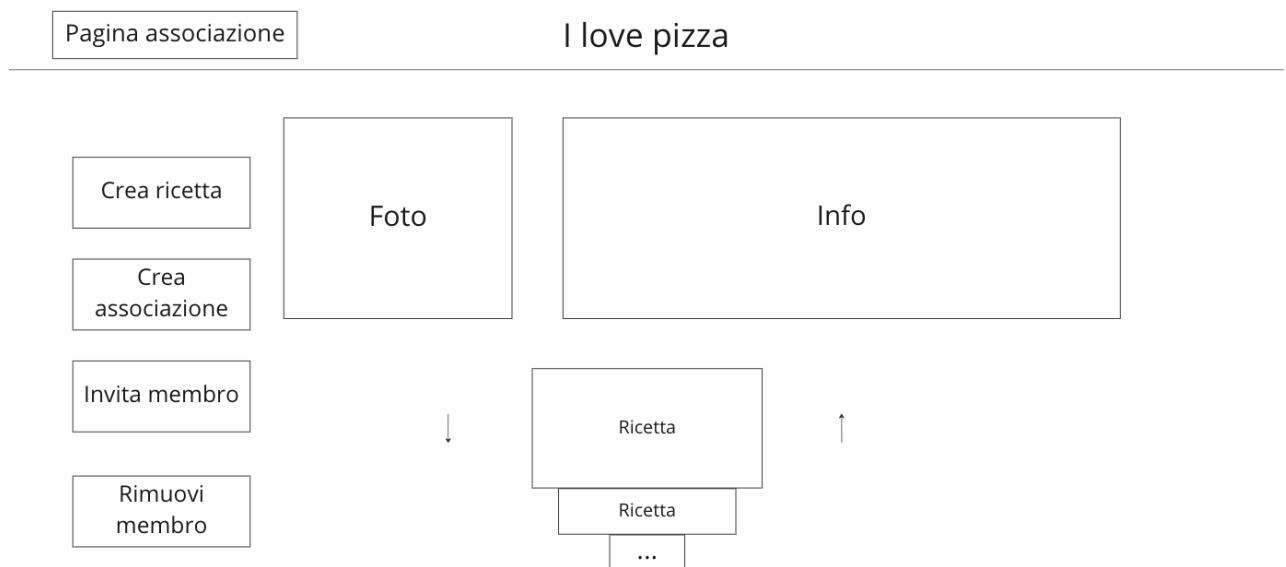 Pagina associazione
I love pizza
Crea ricetta
Crea
associazione
Invita membro
Rimuovi
membro
Foto
Info
Ricetta
Ricetta
...